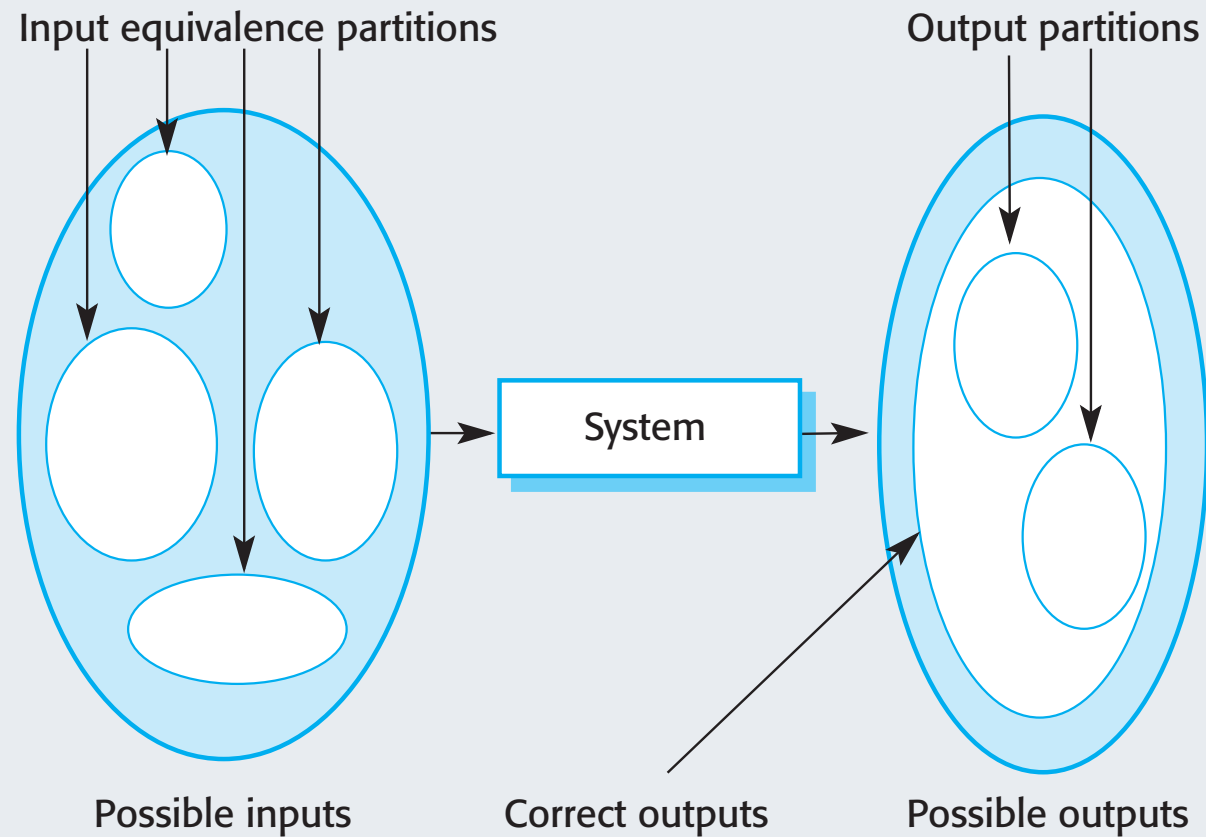 Input equivalence partitions
Output partitions
System
Possible inputs
Correct outputs
Possible outputs